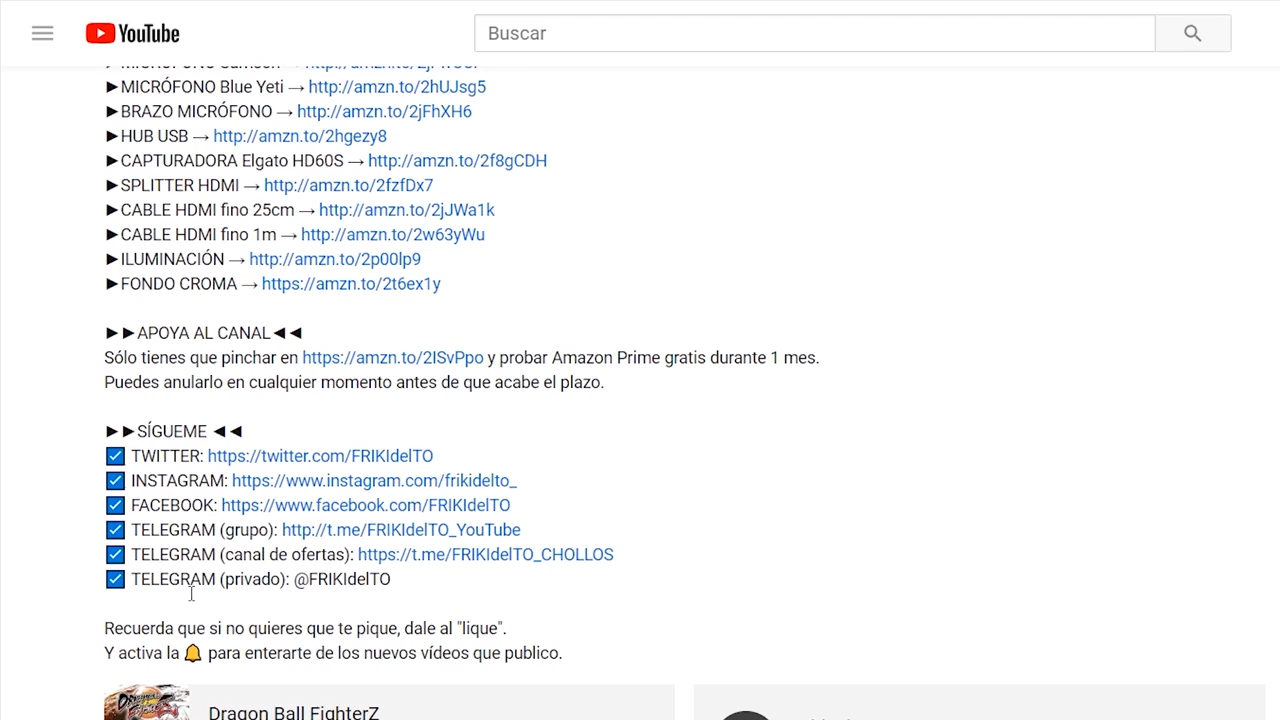 YouTube
Buscar
►MICRÓFONO Blue Yeti → http://amzn.to/2hUJsg5
►BRAZO MICRÓFONO → http://amzn.to/2jFhXH6
►HUB USB → http://amzn.to/2hgezy8
►CAPTURADORA Elgato HD60S → http://amzn.to/2f8gCDH
►SPLITTER HDMI → http://amzn.to/2fzfDx7
►CABLE HDMI fino 25cm → http://amzn.to/2jJWa1k
►CABLE HDMI fino 1m → http://amzn.to/2w63yWu
►ILUMINACIÓN → http://amzn.to/2p00lp9
►FONDO CROMA → https://amzn.to/2t6ex1y
►►APOYA AL CANAL◄◄
Sólo tienes que pinchar en https://amzn.to/2ISvPpo y probar Amazon Prime gratis durante 1 mes.
Puedes anularlo en cualquier momento antes de que acabe el plazo.
►►SÍGUEME ◄◄
☑ TWITTER: https://twitter.com/FRIKIdelTO
☑ INSTAGRAM: https://www.instagram.com/frikidelto_
☑ FACEBOOK: https://www.facebook.com/FRIKIdelTO
☑ TELEGRAM (grupo): http://t.me/FRIKIdelTO_YouTube
☑ TELEGRAM (canal de ofertas): https://t.me/FRIKIdelTO_CHOLLOS
☑ TELEGRAM (privado): @FRIKIdelTO
Recuerda que si no quieres que te pique, dale al "lique".
Y activa la 🔔 para enterarte de los nuevos vídeos que publico.
Dragon Ball FighterZ